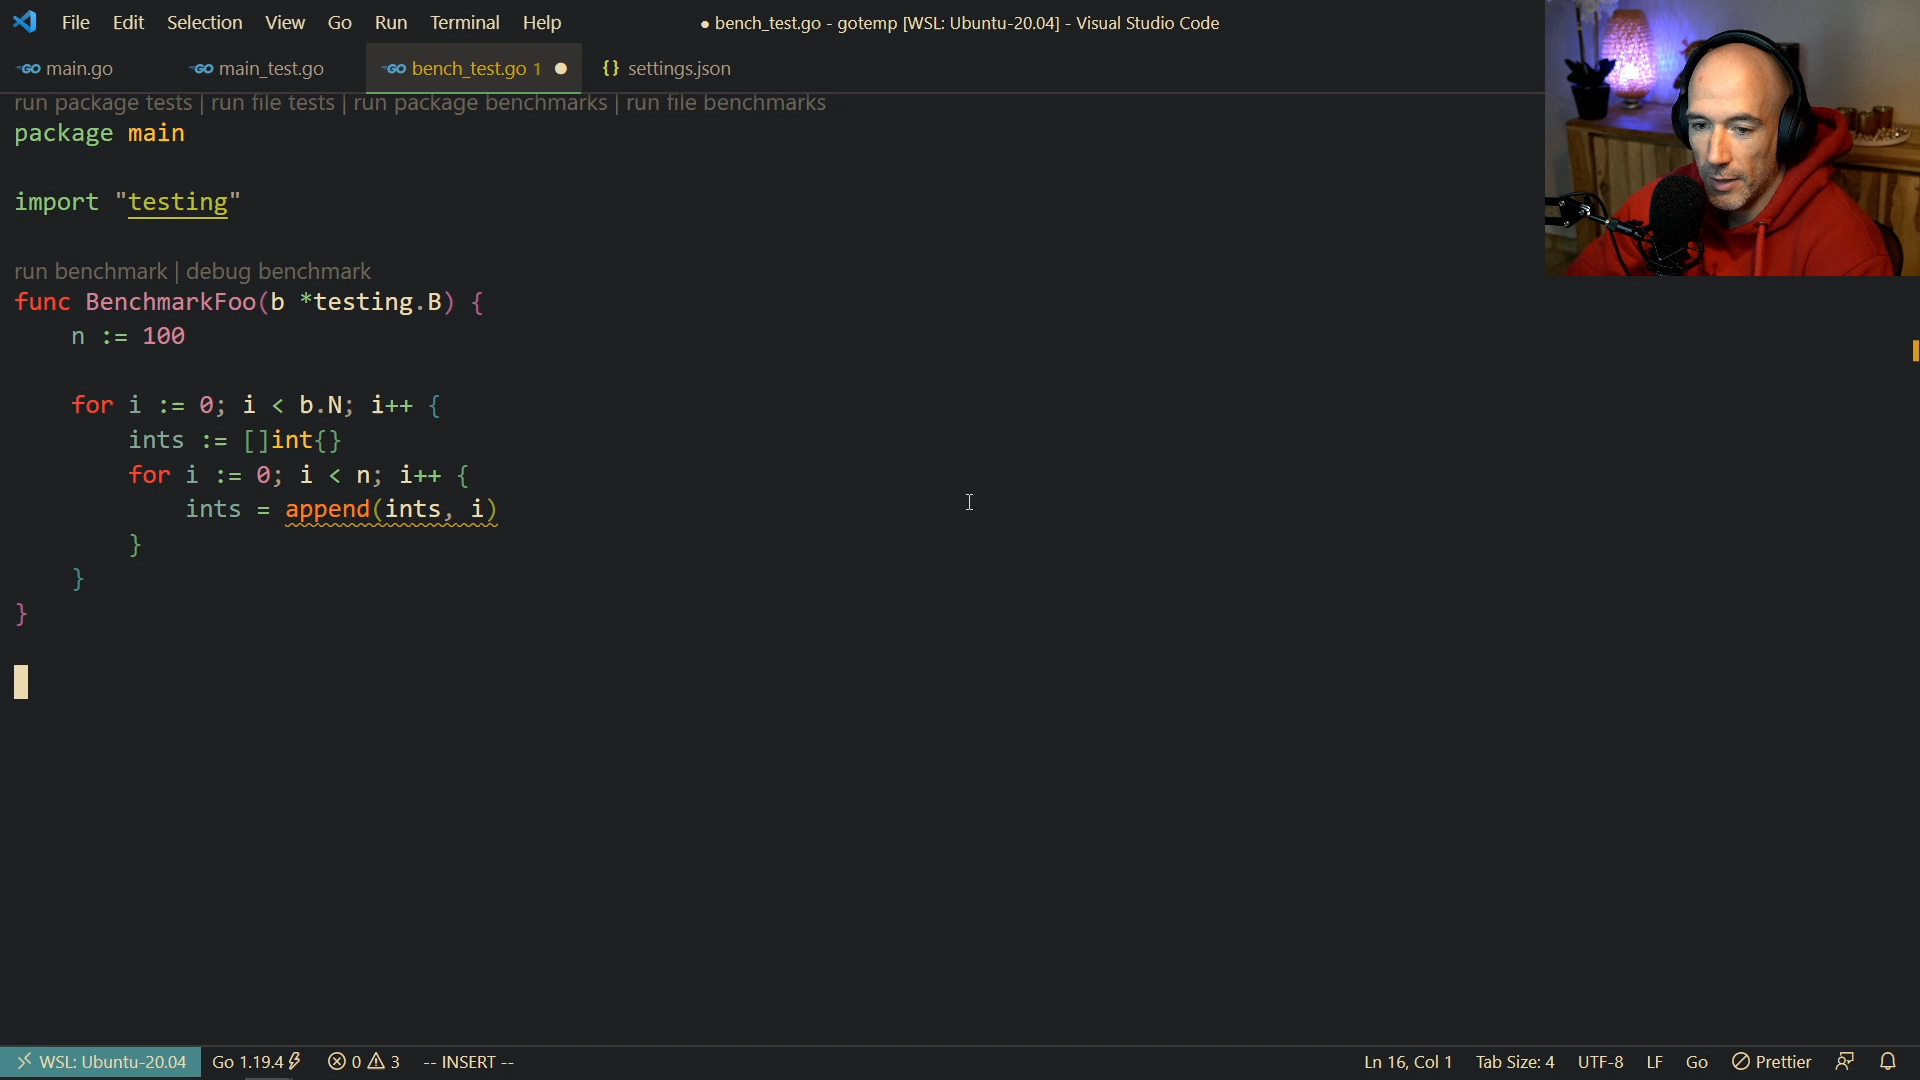 File Edit Selection View Go Run Terminal Help
● bench_test.go - gotemp [WSL: Ubuntu-20.04] - Visual Studio Code
GO main.go GO main_test.go GO bench_test.go 1 ● {} settings.json
run package tests | run file tests | run package benchmarks | run file benchmarks
package main
import "testing"
run benchmark | debug benchmark
func BenchmarkFoo(b *testing.B) {
n := 100
for i := 0; i < b.N; i++ {
ints := []int{}
for i := 0; i < n; i++ {
ints = append(ints, i)
}
}
}
WSL: Ubuntu-20.04 Go 1.19.4 0 3 -- INSERT -- Ln 16, Col 1 Tab Size: 4 UTF-8 LF Go Prettier